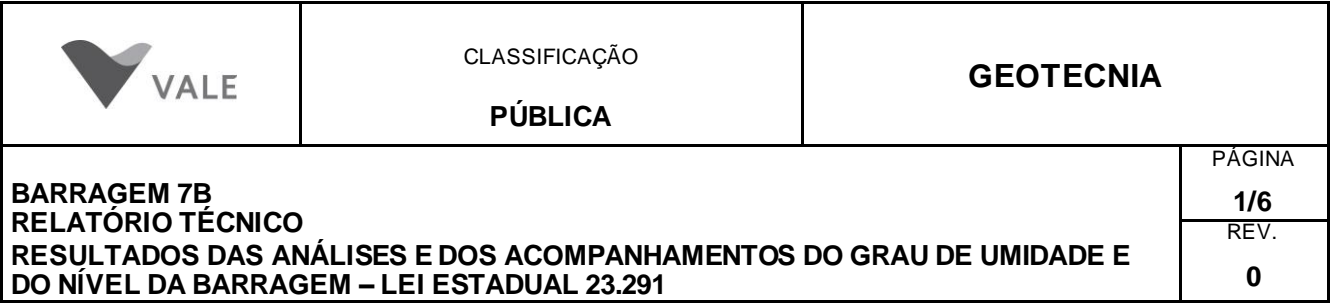 VALE
CLASSIFICAÇÃO
PÚBLICA
GEOTECNIA
BARRAGEM 7B
RELATÓRIO TÉCNICO
RESULTADOS DAS ANÁLISES E DOS ACOMPANHAMENTOS DO GRAU DE UMIDADE E
DO NÍVEL DA BARRAGEM – LEI ESTADUAL 23.291
PÁGINA
1/6
REV.
0